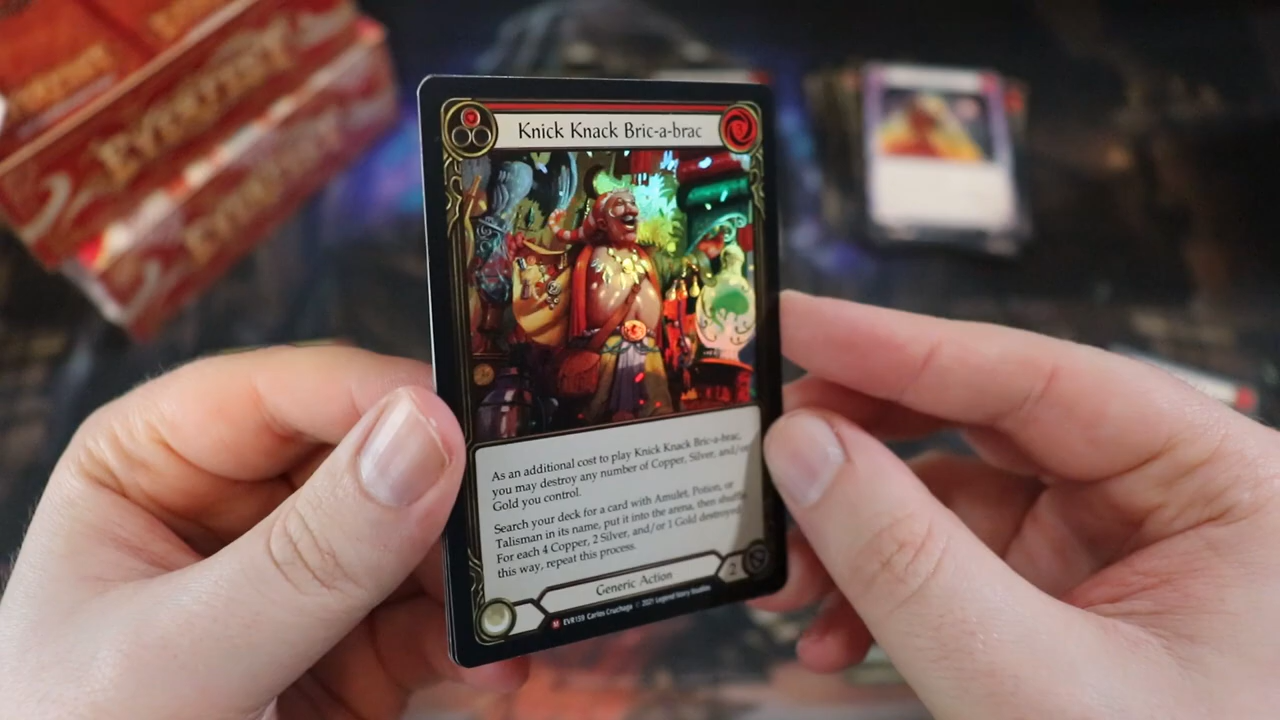 EVERFEST
EVERFEST
Knick Knack Bric-a-brac
3
As an additional cost to play Knick Knack Bric-a-brac,
you may destroy any number of Copper, Silver, and/or
Gold you control.
Search your deck for a card with Amulet, Potion, or
Talisman in its name, put it into the arena, then shuffle.
For each 4 Copper, 2 Silver, and/or 1 Gold destroyed
this way, repeat this process.
Generic Action
2
M EVR159 Carlos Cruchaga © 2021 Legend Story Studios